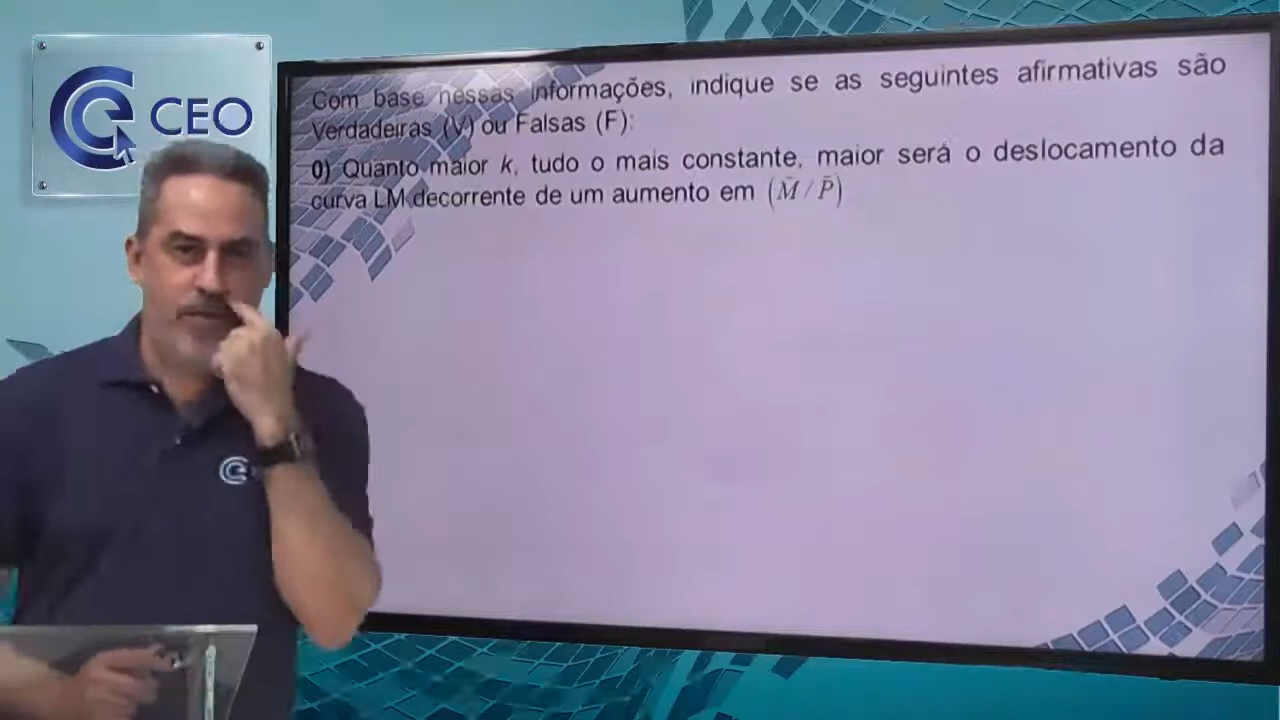 CEO
Com base nessas informações, indique se as seguintes afirmativas são
Verdadeiras (V) ou Falsas (F):
0) Quanto maior k, tudo o mais constante, maior será o deslocamento da
curva LM decorrente de um aumento em (M̄ / P̄)